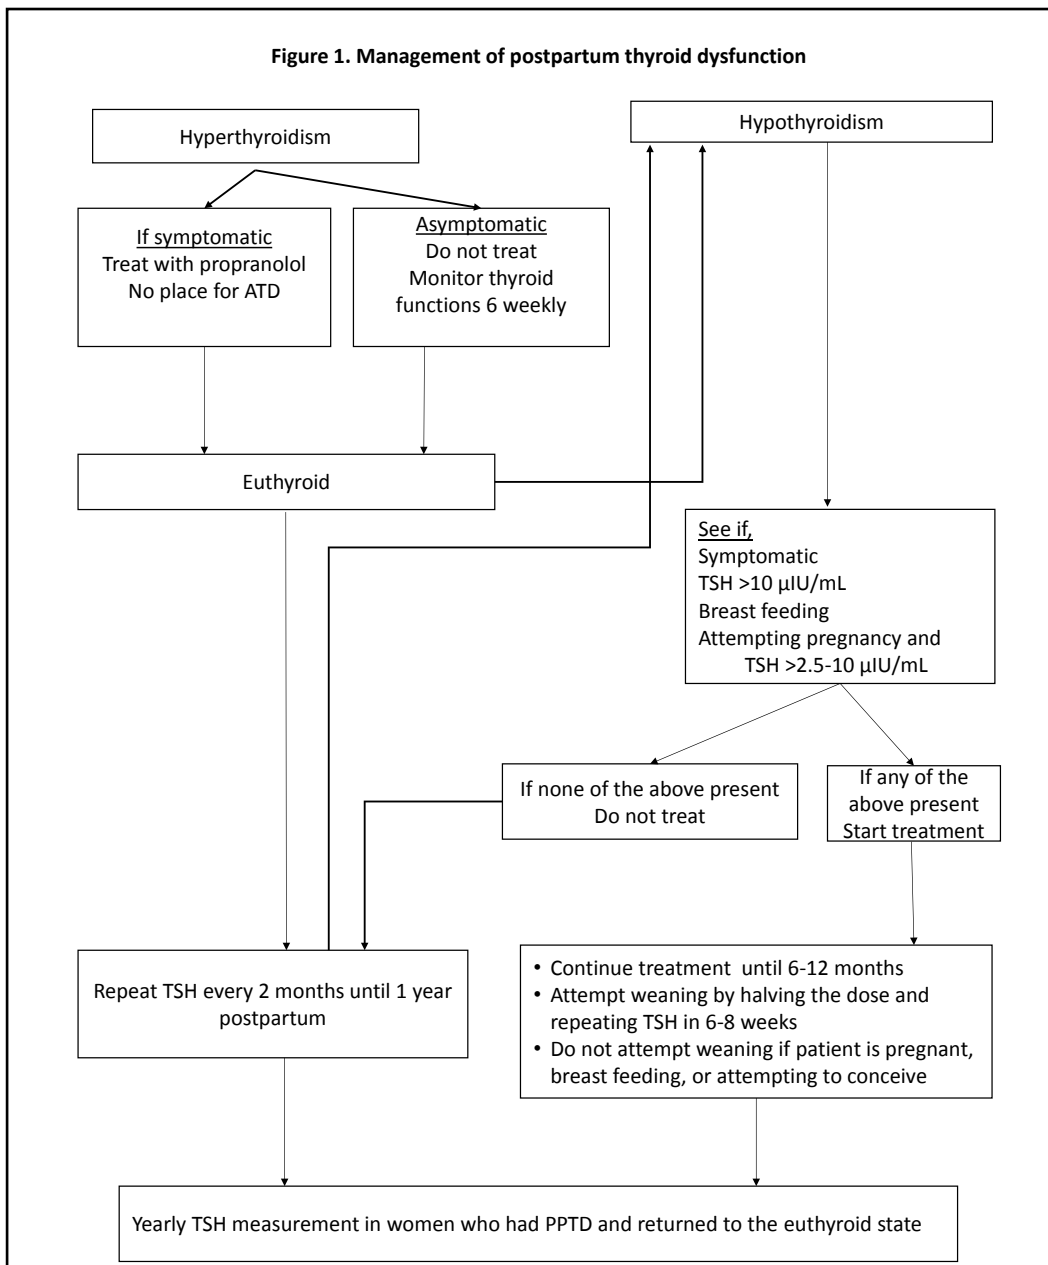 Figure 1. Management of postpartum thyroid dysfunction
Hyperthyroidism
Hypothyroidism
If symptomatic
Treat with propranolol
No place for ATD
Asymptomatic
Do not treat
Monitor thyroid
functions 6 weekly
Euthyroid
See if,
Symptomatic
TSH >10 µIU/mL
Breast feeding
Attempting pregnancy and
TSH >2.5-10 µIU/mL
If none of the above present
Do not treat
If any of the
above present
Start treatment
Repeat TSH every 2 months until 1 year
postpartum
• Continue treatment until 6-12 months
• Attempt weaning by halving the dose and
repeating TSH in 6-8 weeks
• Do not attempt weaning if patient is pregnant,
breast feeding, or attempting to conceive
Yearly TSH measurement in women who had PPTD and returned to the euthyroid state